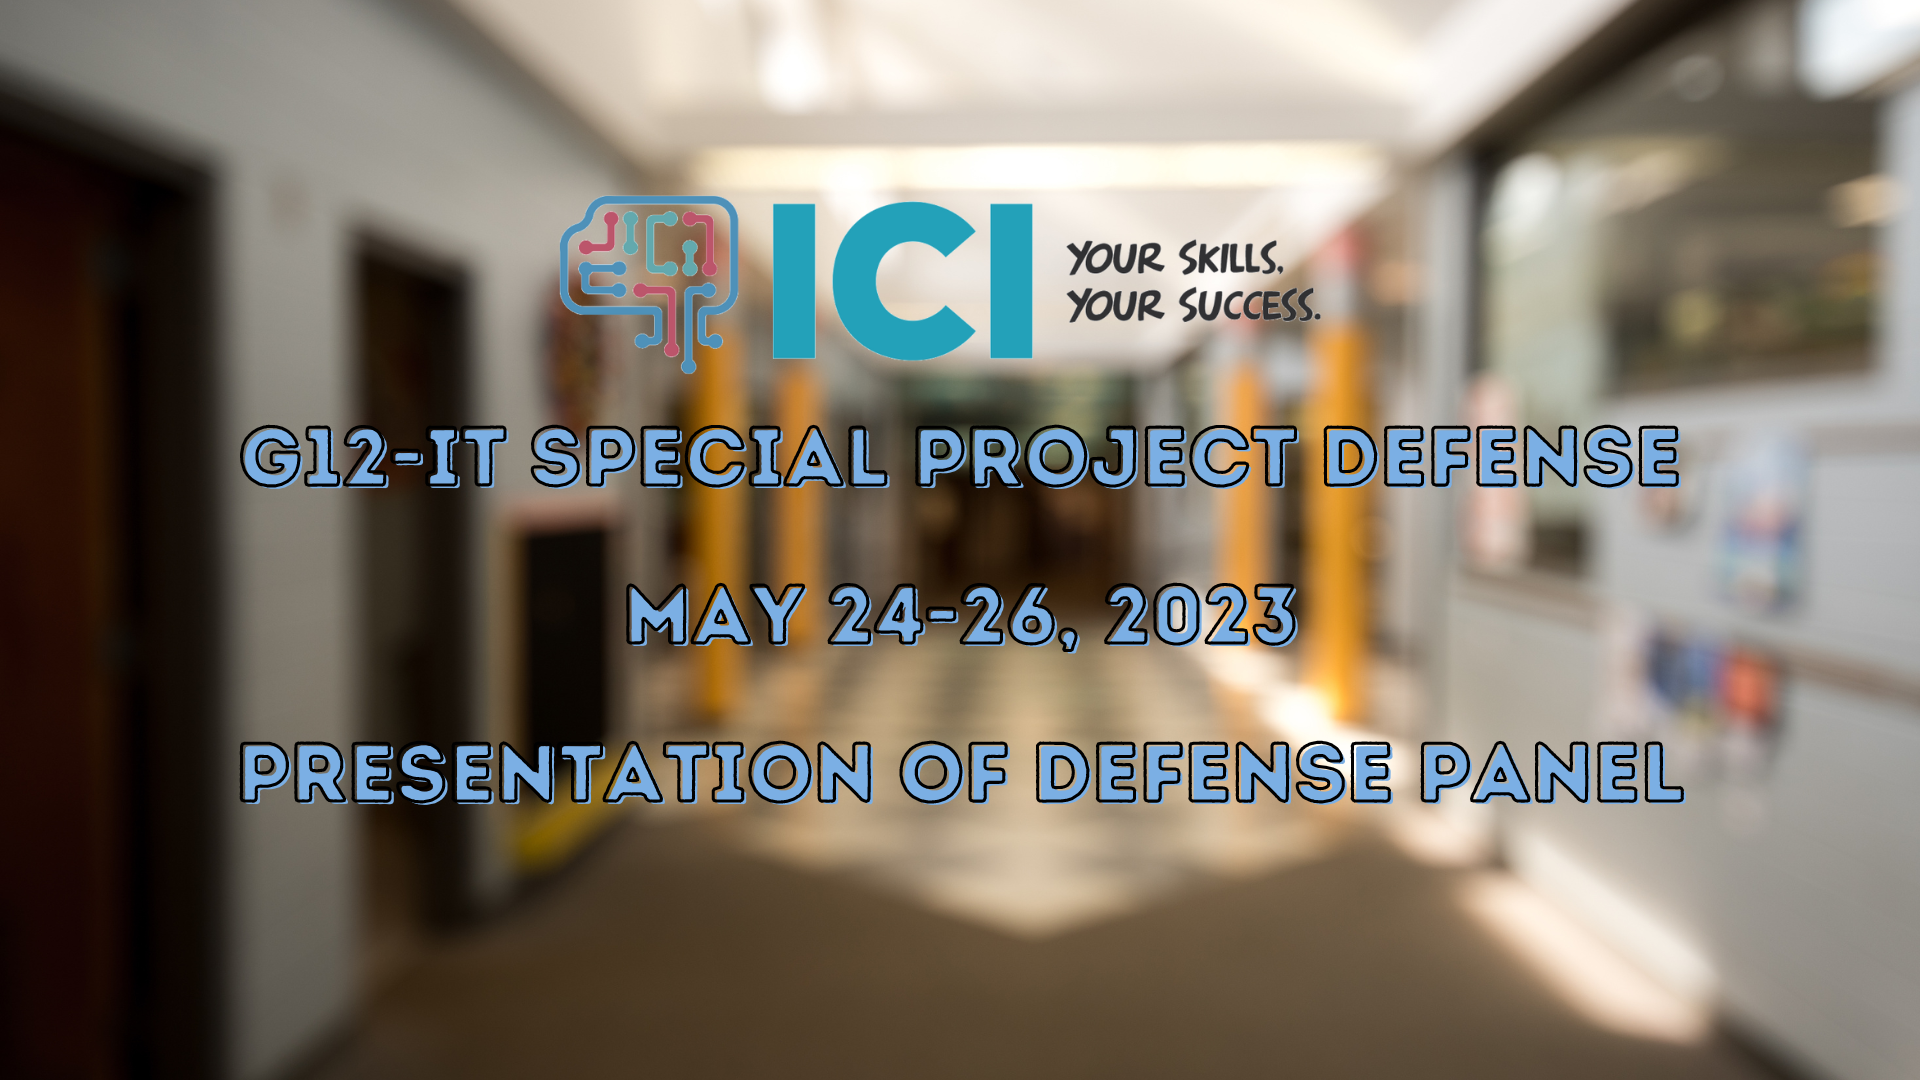 ICI
YOUR SKILLS,
YOUR SUCCESS.
G12-IT SPECIAL PROJECT DEFENSE
MAY 24-26, 2023
PRESENTATION OF DEFENSE PANEL